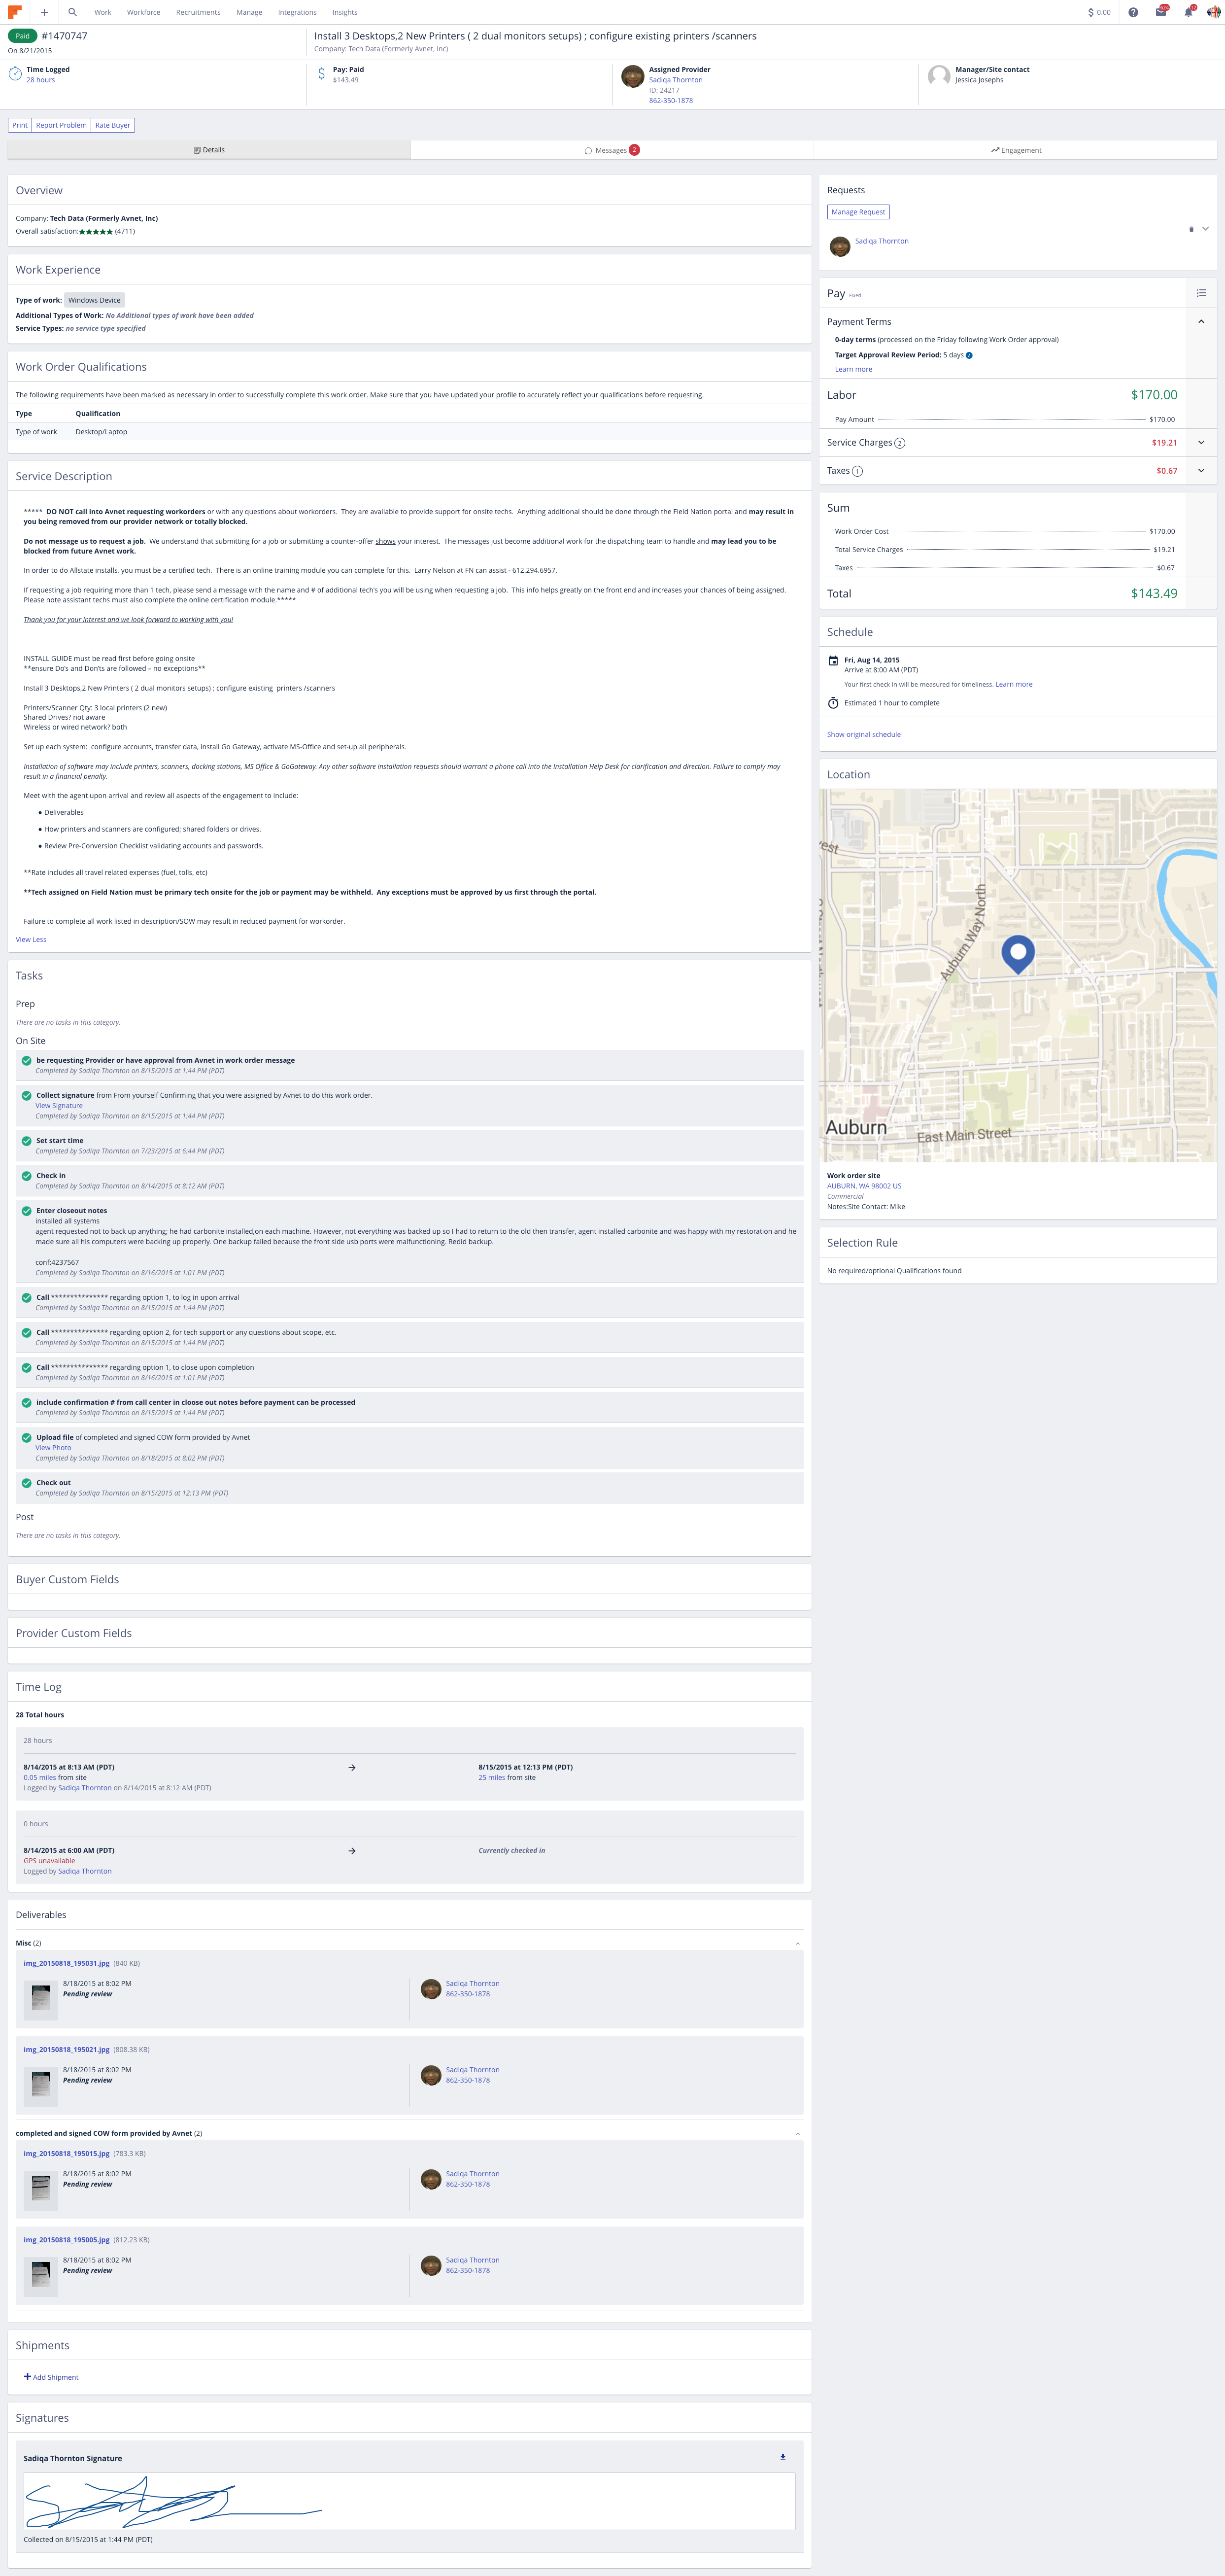 Work Workforce Recruitments Manage Integrations Insights
$ 0.00
Paid #1470747
On 8/21/2015
Install 3 Desktops,2 New Printers ( 2 dual monitors setups) ; configure existing printers /scanners
Company: Tech Data (Formerly Avnet, Inc)
Time Logged
28 hours
Pay: Paid
$143.49
Assigned Provider
Sadiqa Thornton
ID: 24217
862-350-1878
Manager/Site contact
Jessica Josephs
Print Report Problem Rate Buyer
Details
Messages 2
Engagement
Overview
Company: Tech Data (Formerly Avnet, Inc)
Overall satisfaction:★★★★★ (4711)
Work Experience
Type of work: Windows Device
Additional Types of Work: No Additional types of work have been added
Service Types: no service type specified
Work Order Qualifications
The following requirements have been marked as necessary in order to successfully complete this work order. Make sure that you have updated your profile to accurately reflect your qualifications before requesting.
Type Qualification
Type of work Desktop/Laptop
Service Description
***** DO NOT call into Avnet requesting workorders or with any questions about workorders. They are available to provide support for onsite techs. Anything additional should be done through the Field Nation portal and may result in
you being removed from our provider network or totally blocked.
Do not message us to request a job. We understand that submitting for a job or submitting a counter-offer shows your interest. The messages just become additional work for the dispatching team to handle and may lead you to be
blocked from future Avnet work.
In order to do Allstate installs, you must be a certified tech. There is an online training module you can complete for this. Larry Nelson at FN can assist - 612.294.6957.
If requesting a job requiring more than 1 tech, please send a message with the name and # of additional tech's you will be using when requesting a job. This info helps greatly on the front end and increases your chances of being assigned.
Please note assistant techs must also complete the online certification module.*****
Thank you for your interest and we look forward to working with you!
INSTALL GUIDE must be read first before going onsite
**ensure Do's and Don'ts are followed – no exceptions**
Install 3 Desktops,2 New Printers ( 2 dual monitors setups) ; configure existing printers /scanners
Printers/Scanner Qty: 3 local printers (2 new)
Shared Drives? not aware
Wireless or wired network? both
Set up each system: configure accounts, transfer data, install Go Gateway, activate MS-Office and set-up all peripherals.
Installation of software may include printers, scanners, docking stations, MS Office & GoGateway. Any other software installation requests should warrant a phone call into the Installation Help Desk for clarification and direction. Failure to comply may
result in a financial penalty.
Meet with the agent upon arrival and review all aspects of the engagement to include:
● Deliverables
● How printers and scanners are configured; shared folders or drives.
● Review Pre-Conversion Checklist validating accounts and passwords.
**Rate includes all travel related expenses (fuel, tolls, etc)
**Tech assigned on Field Nation must be primary tech onsite for the job or payment may be withheld. Any exceptions must be approved by us first through the portal.
Failure to complete all work listed in description/SOW may result in reduced payment for workorder.
View Less
Tasks
Prep
There are no tasks in this category.
On Site
be requesting Provider or have approval from Avnet in work order message
Completed by Sadiqa Thornton on 8/15/2015 at 1:44 PM (PDT)
Collect signature from From yourself Confirming that you were assigned by Avnet to do this work order.
View Signature
Completed by Sadiqa Thornton on 8/15/2015 at 1:44 PM (PDT)
Set start time
Completed by Sadiqa Thornton on 7/23/2015 at 6:44 PM (PDT)
Check in
Completed by Sadiqa Thornton on 8/14/2015 at 8:12 AM (PDT)
Enter closeout notes
installed all systems
agent requested not to back up anything; he had carbonite installed,on each machine. However, not everything was backed up so I had to return to the old then transfer, agent installed carbonite and was happy with my restoration and he
made sure all his computers were backing up properly. One backup failed because the front side usb ports were malfunctioning. Redid backup.
conf:4237567
Completed by Sadiqa Thornton on 8/16/2015 at 1:01 PM (PDT)
Call *************** regarding option 1, to log in upon arrival
Completed by Sadiqa Thornton on 8/15/2015 at 1:44 PM (PDT)
Call *************** regarding option 2, for tech support or any questions about scope, etc.
Completed by Sadiqa Thornton on 8/15/2015 at 1:44 PM (PDT)
Call *************** regarding option 1, to close upon completion
Completed by Sadiqa Thornton on 8/16/2015 at 1:01 PM (PDT)
include confirmation # from call center in cloose out notes before payment can be processed
Completed by Sadiqa Thornton on 8/15/2015 at 1:44 PM (PDT)
Upload file of completed and signed COW form provided by Avnet
View Photo
Completed by Sadiqa Thornton on 8/18/2015 at 8:02 PM (PDT)
Check out
Completed by Sadiqa Thornton on 8/15/2015 at 12:13 PM (PDT)
Post
There are no tasks in this category.
Buyer Custom Fields
Provider Custom Fields
Time Log
28 Total hours
28 hours
8/14/2015 at 8:13 AM (PDT)
0.05 miles from site
Logged by Sadiqa Thornton on 8/14/2015 at 8:12 AM (PDT)
8/15/2015 at 12:13 PM (PDT)
25 miles from site
0 hours
8/14/2015 at 6:00 AM (PDT)
GPS unavailable
Logged by Sadiqa Thornton
Currently checked in
Deliverables
Misc (2)
img_20150818_195031.jpg (840 KB)
8/18/2015 at 8:02 PM
Pending review
Sadiqa Thornton
862-350-1878
img_20150818_195021.jpg (808.38 KB)
8/18/2015 at 8:02 PM
Pending review
Sadiqa Thornton
862-350-1878
completed and signed COW form provided by Avnet (2)
img_20150818_195015.jpg (783.3 KB)
8/18/2015 at 8:02 PM
Pending review
Sadiqa Thornton
862-350-1878
img_20150818_195005.jpg (812.23 KB)
8/18/2015 at 8:02 PM
Pending review
Sadiqa Thornton
862-350-1878
Shipments
+ Add Shipment
Signatures
Sadiqa Thornton Signature
Collected on 8/15/2015 at 1:44 PM (PDT)
Requests
Manage Request
Sadiqa Thornton
Pay Fixed
Payment Terms
0-day terms (processed on the Friday following Work Order approval)
Target Approval Review Period: 5 days
Learn more
Labor $170.00
Pay Amount $170.00
Service Charges 2 $19.21
Taxes 1 $0.67
Sum
Work Order Cost $170.00
Total Service Charges $19.21
Taxes $0.67
Total $143.49
Schedule
Fri, Aug 14, 2015
Arrive at 8:00 AM (PDT)
Your first check in will be measured for timeliness. Learn more
Estimated 1 hour to complete
Show original schedule
Location
Auburn Way North
Auburn
East Main Street
Work order site
AUBURN, WA 98002 US
Commercial
Notes:Site Contact: Mike
Selection Rule
No required/optional Qualifications found